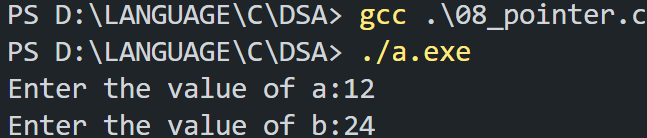 PS D:\LANGUAGE\C\DSA> gcc .\08_pointer.c
PS D:\LANGUAGE\C\DSA> ./a.exe
Enter the value of a:12
Enter the value of b:24